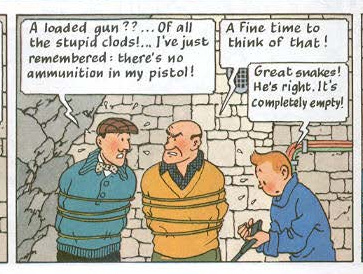 A loaded gun ??... Of all
the stupid clods!... I've just
remembered: there's no
ammunition in my pistol!
A fine time to
think of that!
Great snakes!
He's right. It's
completely empty!